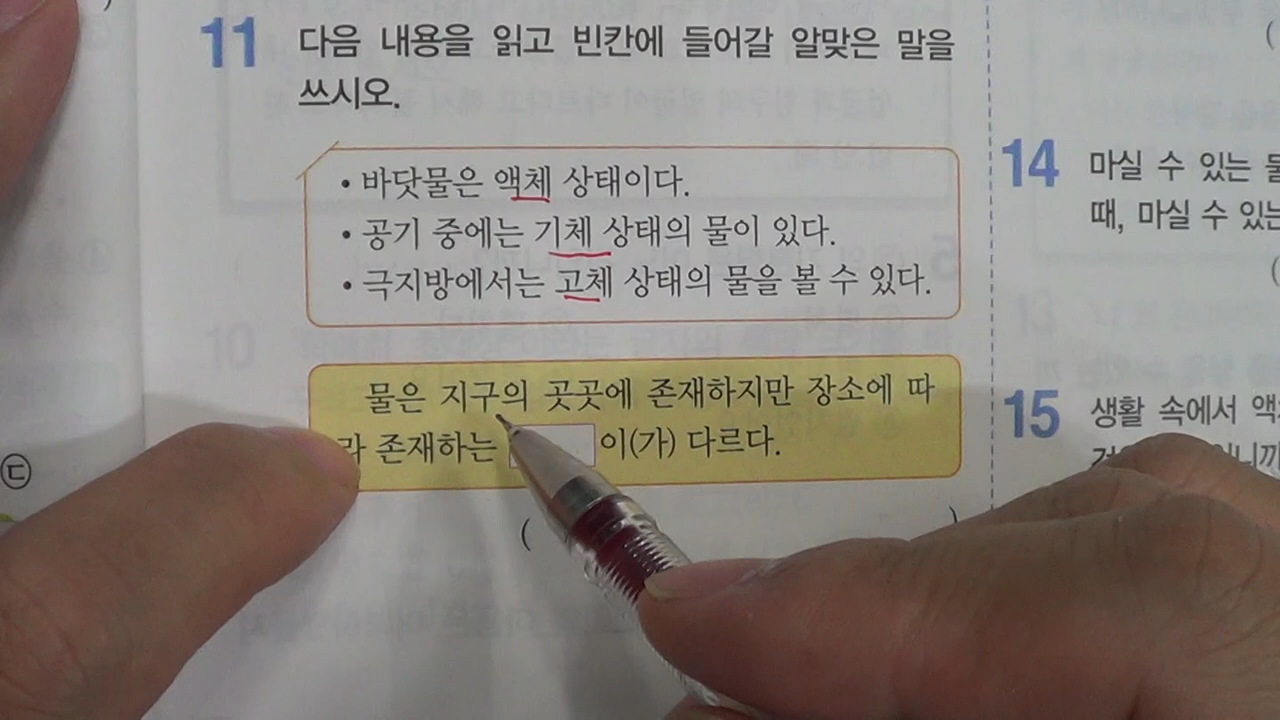 11 다음 내용을 읽고 빈칸에 들어갈 알맞은 말을
쓰시오.
• 바닷물은 액체 상태이다.
• 공기 중에는 기체 상태의 물이 있다.
• 극지방에서는 고체 상태의 물을 볼 수 있다.
물은 지구의 곳곳에 존재하지만 장소에 따
라 존재하는 이(가) 다르다.
( )
㉢
14 마실 수 있는
때, 마실 수 있는
(
15 생활 속에서